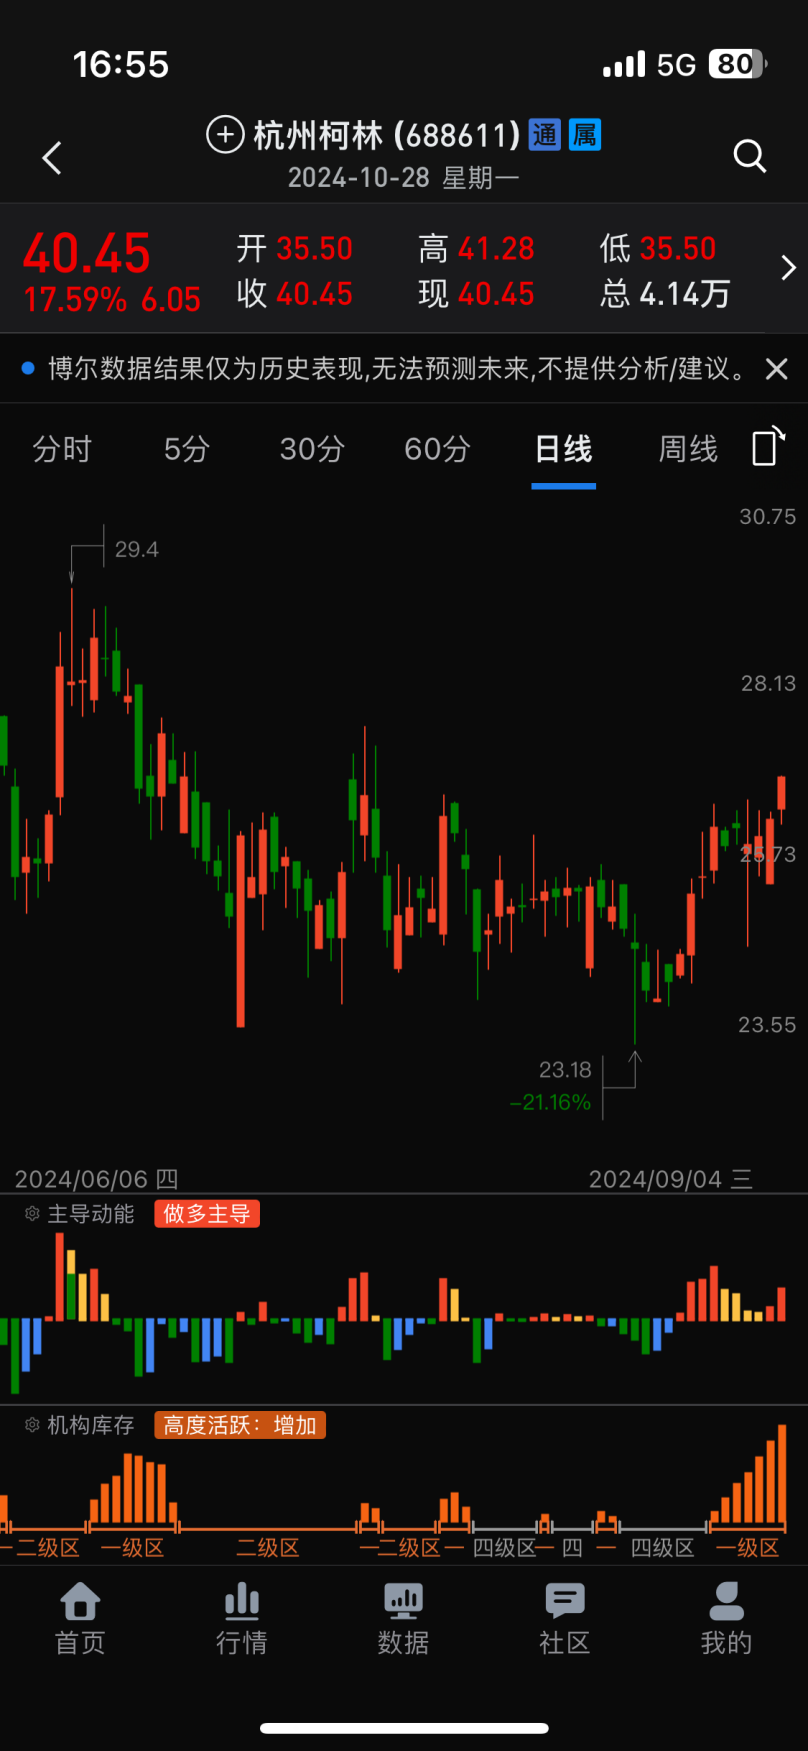 16:55
5G 80
杭州柯林 (688611) 通 属
2024-10-28 星期一
40.45 开 35.50 高 41.28 低 35.50
17.59% 6.05 收 40.45 现 40.45 总 4.14万
博尔数据结果仅为历史表现,无法预测未来,不提供分析/建议。
分时 5分 30分 60分 日线 周线
30.75
29.4
28.13
25.73
23.55
23.18
-21.16%
2024/06/06 四 2024/09/04 三
主导动能 做多主导
机构库存 高度活跃：增加
一 二级区 一级区 二级区 一 二级区 一 四级区 一 四 一 四级区 一级区
首页 行情 数据 社区 我的